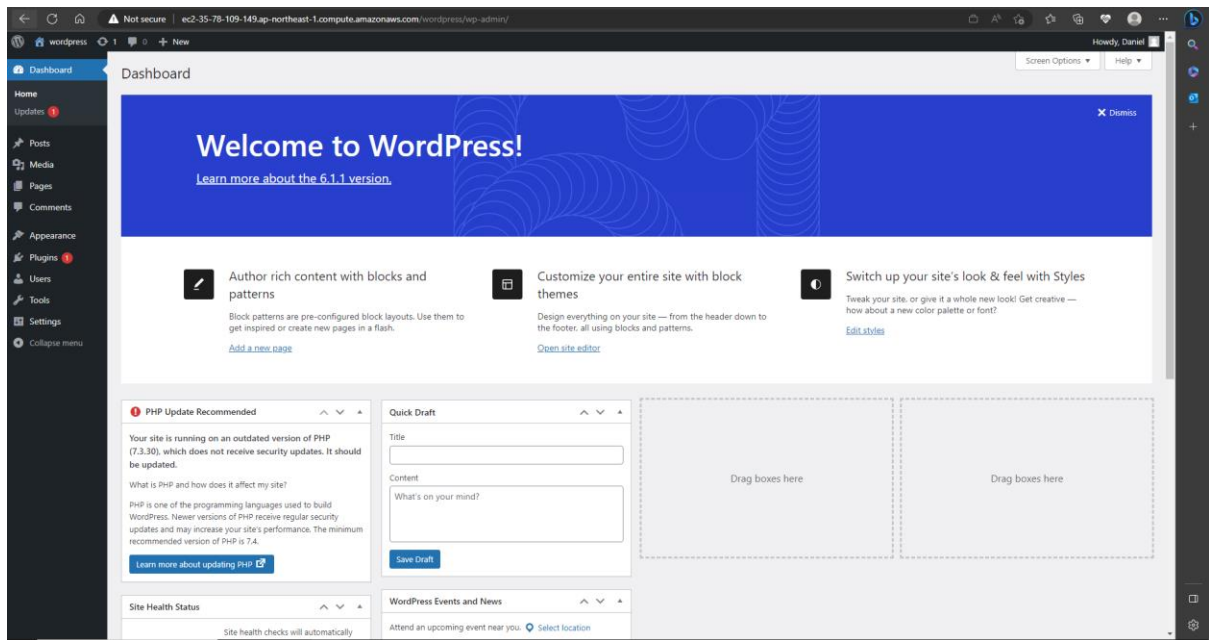 Not secure | ec2-35-78-109-149.ap-northeast-1.compute.amazonaws.com/wordpress/wp-admin/
wordpress 1 0 + New
Howdy, Daniel
Dashboard
Home
Updates 1
Posts
Media
Pages
Comments
Appearance
Plugins 1
Users
Tools
Settings
Collapse menu
Dashboard
Screen Options ▼
Help ▼
Dismiss
Welcome to WordPress!
Learn more about the 6.1.1 version.
Author rich content with blocks and
patterns
Block patterns are pre-configured block layouts. Use them to
get inspired or create new pages in a flash.
Add a new page
Customize your entire site with block
themes
Design everything on your site — from the header down to
the footer, all using blocks and patterns.
Open site editor
Switch up your site's look & feel with Styles
Tweak your site, or give it a whole new look! Get creative —
how about a new color palette or font?
Edit styles
PHP Update Recommended
Your site is running on an outdated version of PHP
(7.3.30), which does not receive security updates. It should
be updated.
What is PHP and how does it affect my site?
PHP is one of the programming languages used to build
WordPress. Newer versions of PHP receive regular security
updates and may increase your site's performance. The minimum
recommended version of PHP is 7.4.
Learn more about updating PHP
Site Health Status
Site health checks will automatically
Quick Draft
Title
Content
What's on your mind?
Save Draft
WordPress Events and News
Attend an upcoming event near you. Select location
Drag boxes here
Drag boxes here